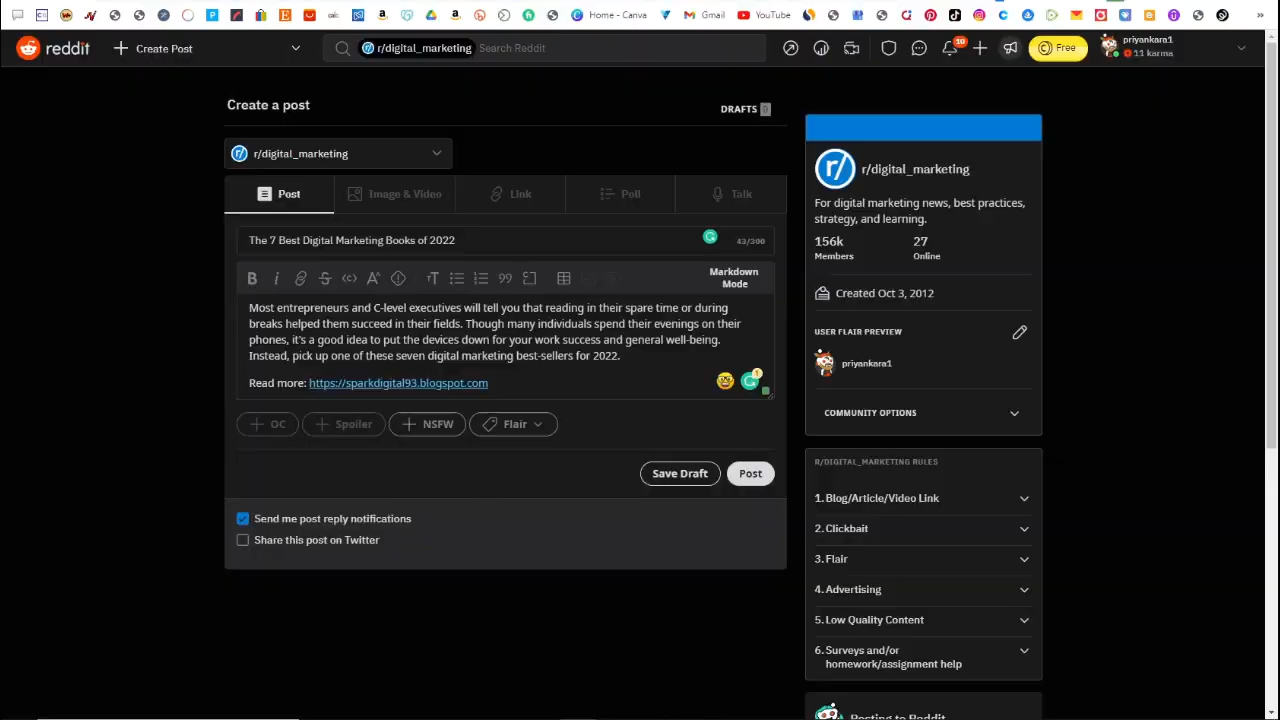 Home - Canva
Gmail
YouTube
»
reddit
Create Post
r/digital_marketing
Search Reddit
10
Free
priyankara1
11 karma
Create a post
DRAFTS 0
r/digital_marketing
Post
Image & Video
Link
Poll
Talk
The 7 Best Digital Marketing Books of 2022
43/300
Markdown
Mode
Most entrepreneurs and C-level executives will tell you that reading in their spare time or during
breaks helped them succeed in their fields. Though many individuals spend their evenings on their
phones, it's a good idea to put the devices down for your work success and general well-being.
Instead, pick up one of these seven digital marketing best-sellers for 2022.
Read more: https://sparkdigital93.blogspot.com
1
OC
Spoiler
NSFW
Flair
Save Draft
Post
Send me post reply notifications
Share this post on Twitter
r/digital_marketing
For digital marketing news, best practices,
strategy, and learning.
156k
27
Members
Online
Created Oct 3, 2012
USER FLAIR PREVIEW
priyankara1
COMMUNITY OPTIONS
R/DIGITAL_MARKETING RULES
1. Blog/Article/Video Link
2. Clickbait
3. Flair
4. Advertising
5. Low Quality Content
6. Surveys and/or
homework/assignment help
Posting to Reddit